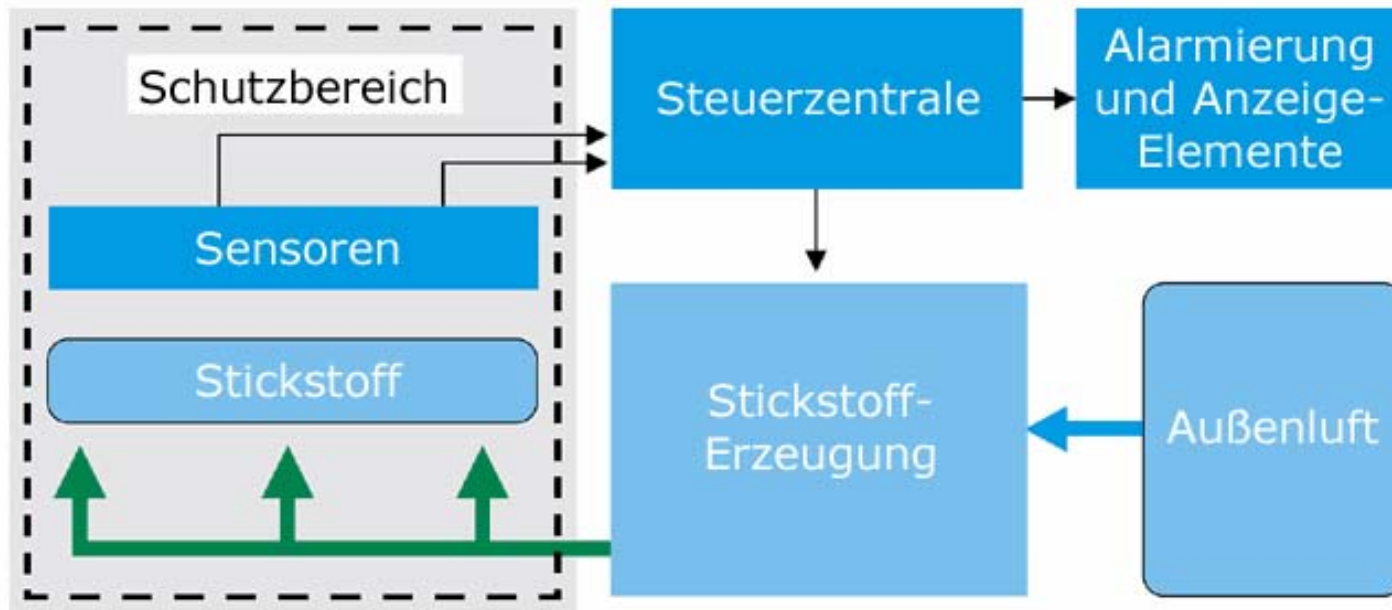 Schutzbereich
Sensoren
Stickstoff
Steuerzentrale
Alarmierung
und Anzeige-
Elemente
Stickstoff-
Erzeugung
Außenluft